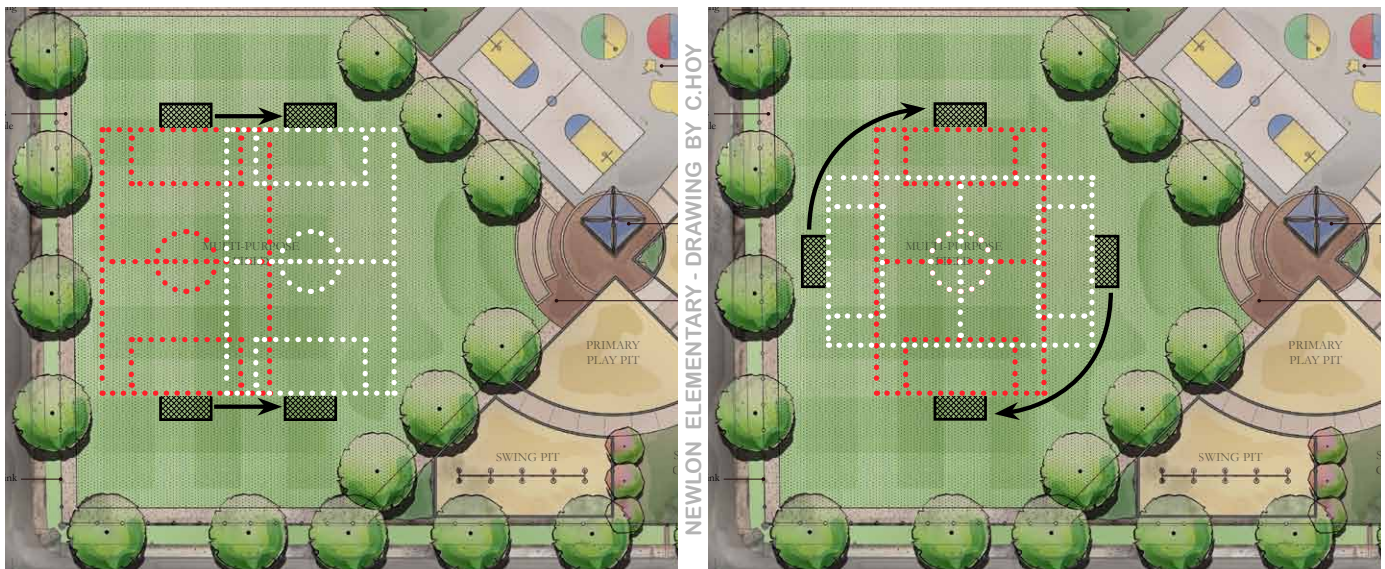 MULTI-PURPOSE
PRIMARY
PLAY PIT
SWING PIT
NEWLON ELEMENTARY - DRAWING BY C.HOY
MULTI-PURPOSE
PRIMARY
PLAY PIT
SWING PIT